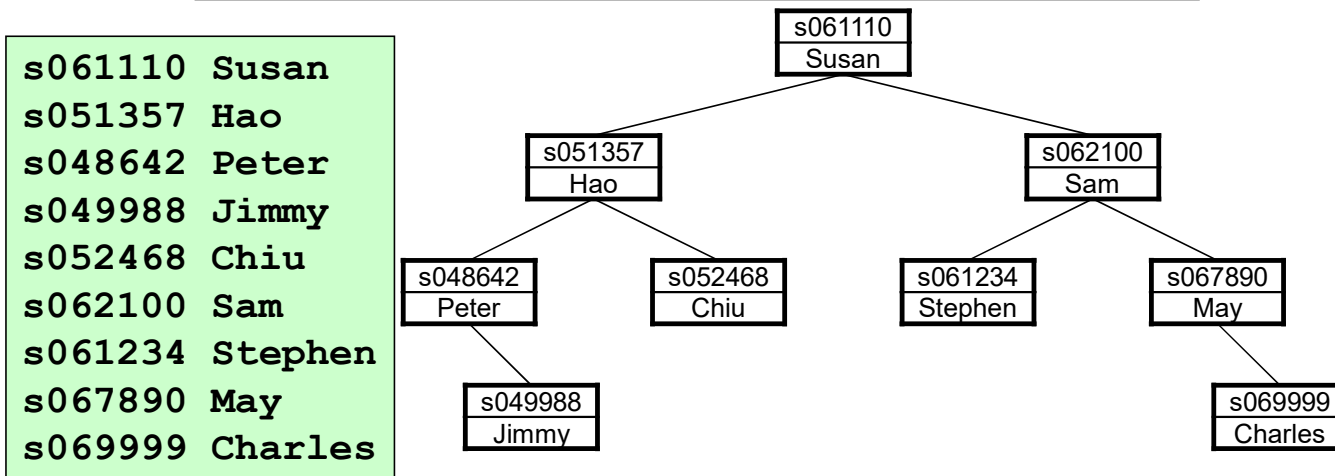 s061110 Susan
s051357 Hao
s048642 Peter
s049988 Jimmy
s052468 Chiu
s062100 Sam
s061234 Stephen
s067890 May
s069999 Charles
s061110
Susan
s051357
Hao
s062100
Sam
s048642
Peter
s052468
Chiu
s061234
Stephen
s067890
May
s049988
Jimmy
s069999
Charles